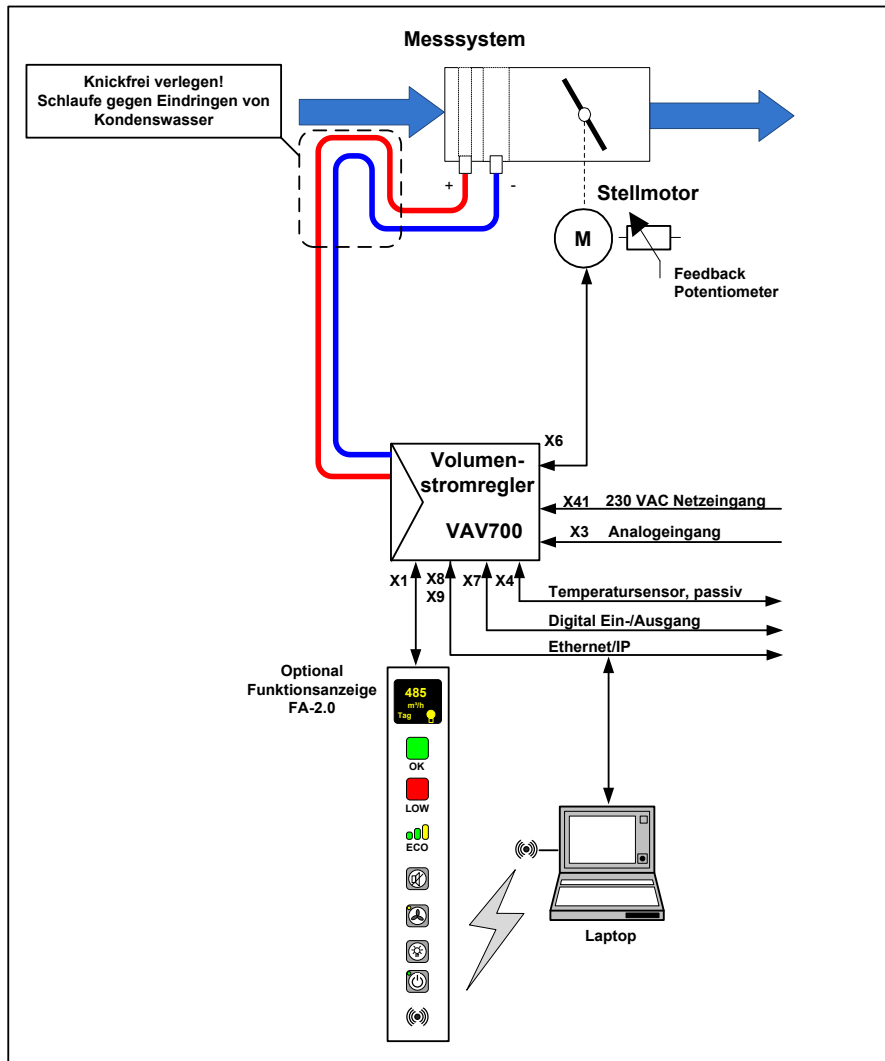 Messsystem
Knickfrei verlegen!
Schlaufe gegen Eindringen von
Kondenswasser
+
-
Stellmotor
M
Feedback
Potentiometer
X6
Volumen-
stromregler
VAV700
X41 230 VAC Netzeingang
X3 Analogeingang
X1
X8
X9
X7
X4
Temperatursensor, passiv
Digital Ein-/Ausgang
Ethernet/IP
Optional
Funktionsanzeige
FA-2.0
485
m³/h
Tag
OK
LOW
ECO
Laptop